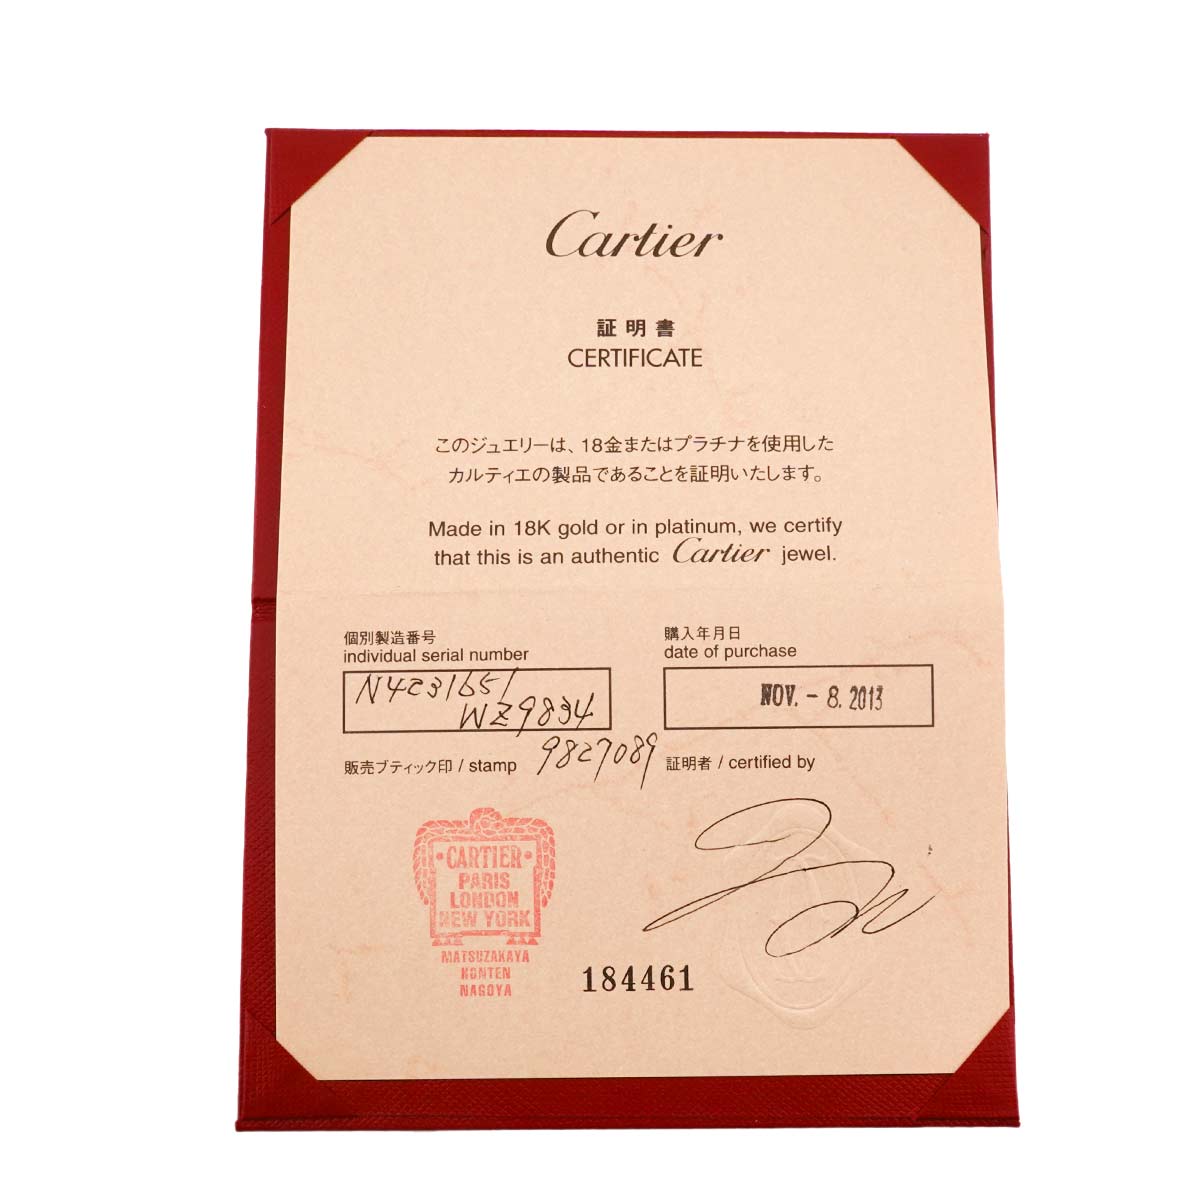 Cartier
証明書
CERTIFICATE
このジュエリーは、18金またはプラチナを使用した
カルティエの製品であることを証明いたします。
Made in 18K gold or in platinum, we certify
that this is an authentic Cartier jewel.
個別製造番号
individual serial number
N4231651
WZ9834
9827089
購入年月日
date of purchase
NOV. - 8. 2013
販売ブティック印 / stamp
証明者 / certified by
· CARTIER ·
PARIS
LONDON
NEW YORK
MATSUZAKAYA
HONTEN
NAGOYA
184461